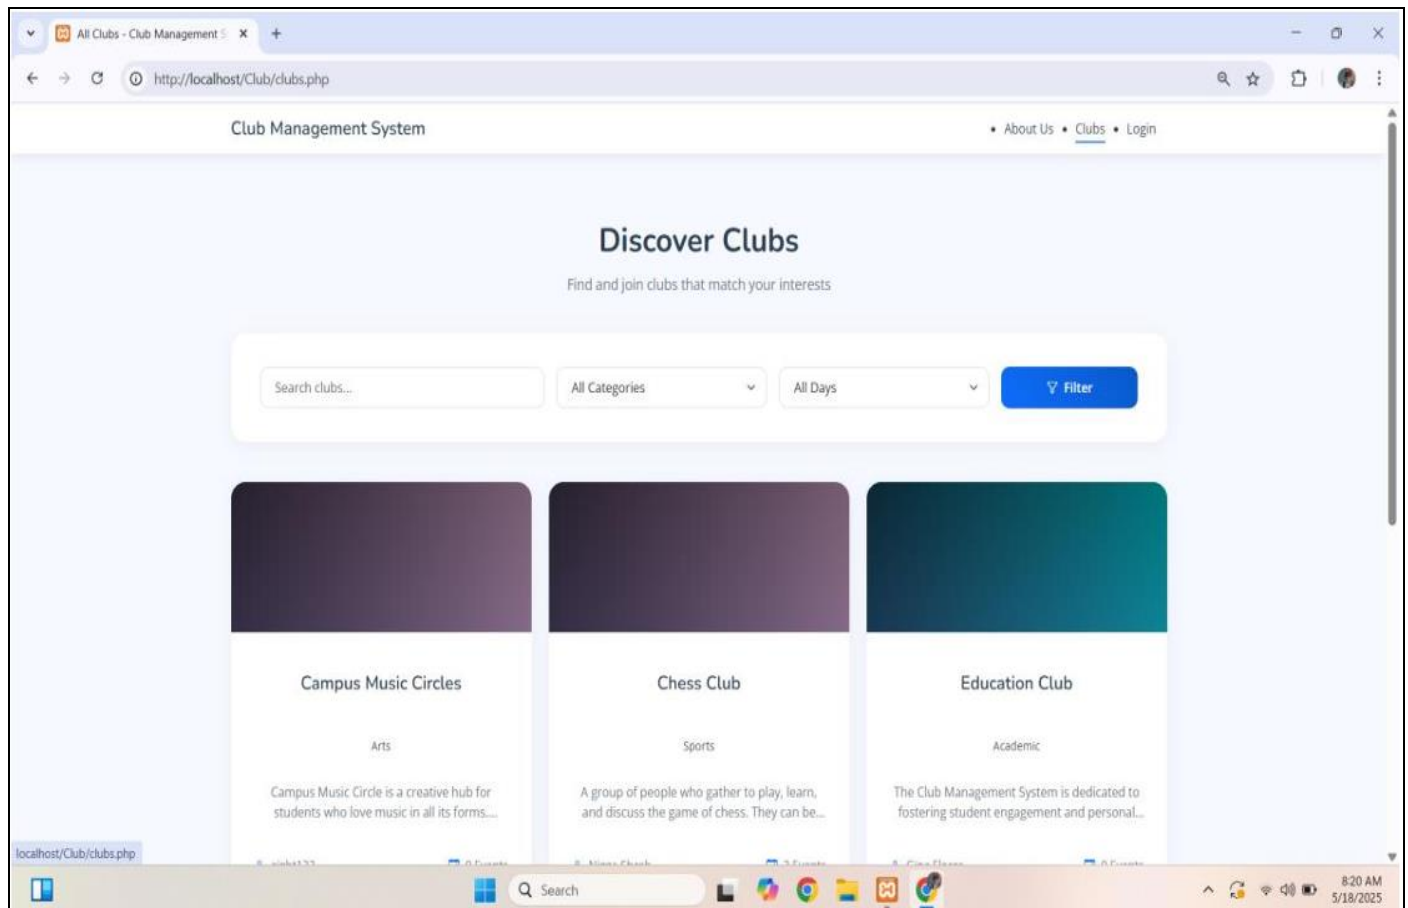 All Clubs - Club Management S
http://localhost/Club/clubs.php
Club Management System
• About Us • Clubs • Login
Discover Clubs
Find and join clubs that match your interests
Search clubs...
All Categories
All Days
Filter
Campus Music Circles
Chess Club
Education Club
Arts
Sports
Academic
Campus Music Circle is a creative hub for
students who love music in all its forms....
A group of people who gather to play, learn,
and discuss the game of chess. They can be...
The Club Management System is dedicated to
fostering student engagement and personal...
localhost/Club/clubs.php
Search
8:20 AM
5/18/2025